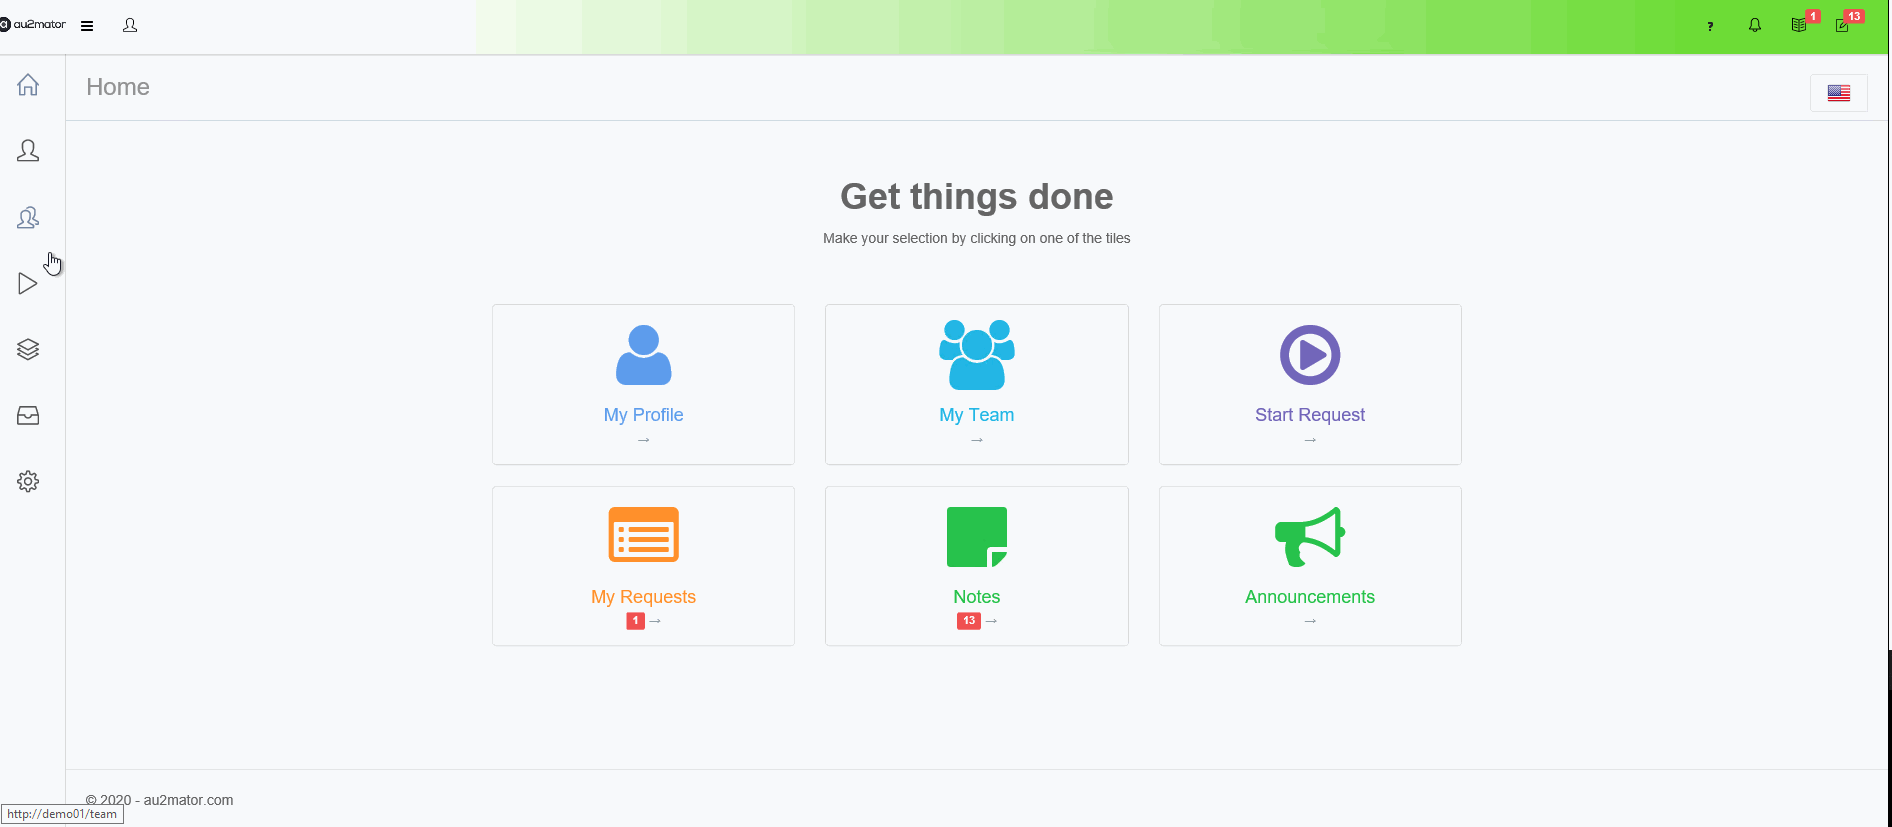 au2mator
?
1
13
Home
Get things done
Make your selection by clicking on one of the tiles
My Profile
→
My Team
→
Start Request
→
My Requests
1 →
Notes
13 →
Announcements
→
© 2020 - au2mator.com
http://demo01/team